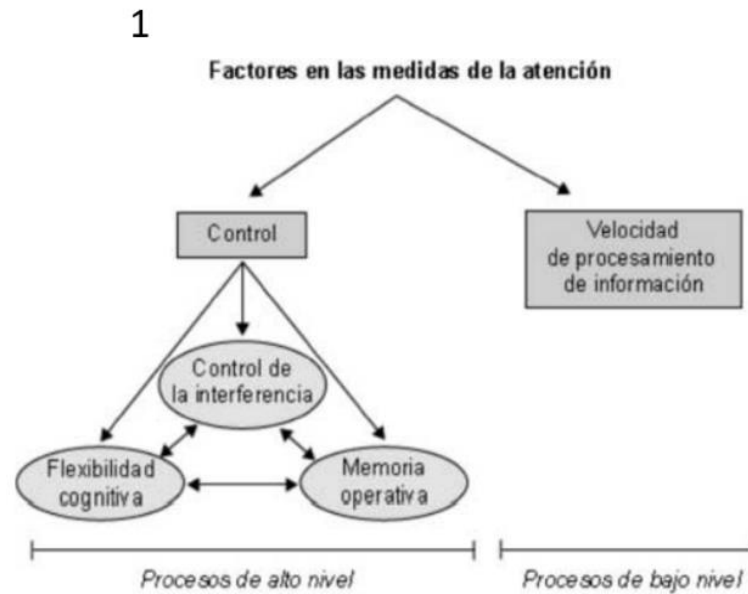 1
Factores en las medidas de la atención
Control
Velocidad
de procesamiento
de información
Control de
la interferencia
Flexibilidad
cognitiva
Memoria
operativa
Procesos de alto nivel
Procesos de bajo nivel